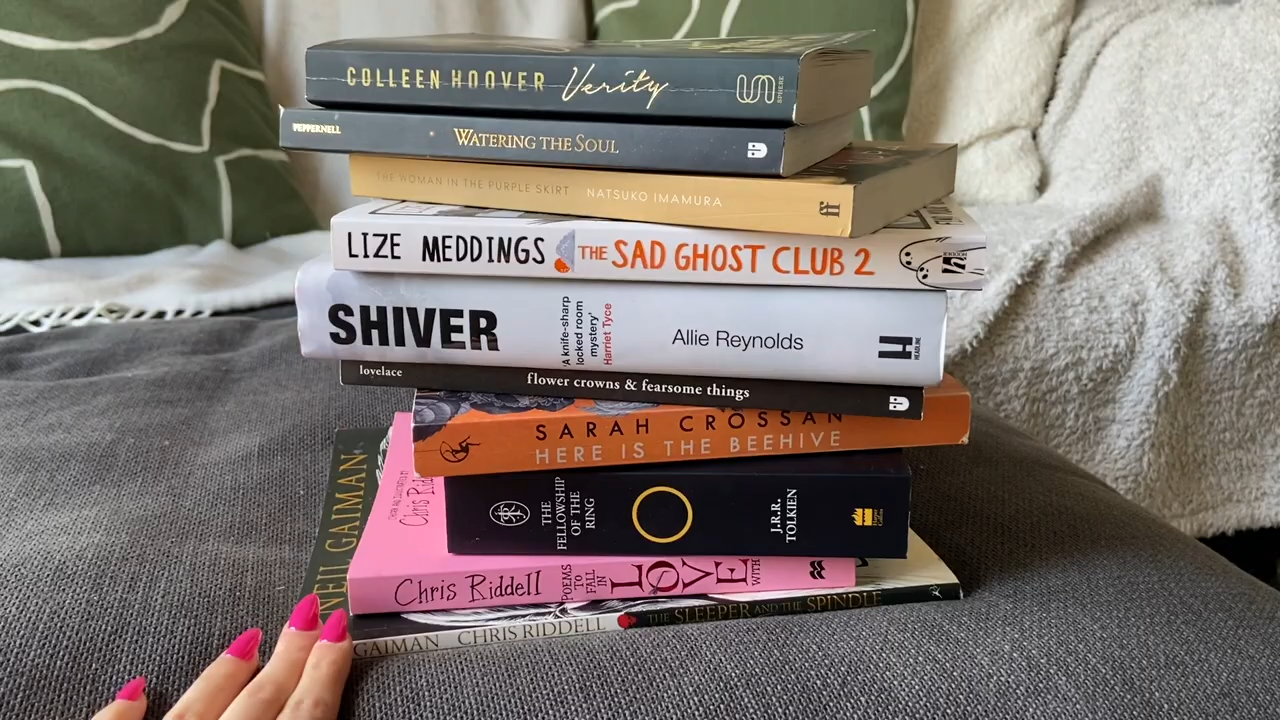 COLLEEN HOOVER Verity SPHERE
PEPPERNELL WATERING THE SOUL
THE WOMAN IN THE PURPLE SKIRT NATSUKO IMAMURA ff
LIZE MEDDINGS THE SAD GHOST CLUB 2 HODDER h
SHIVER 'A knife-sharp locked room mystery' Harriet Tyce Allie Reynolds H HEADLINE
lovelace flower crowns & fearsome things
SARAH CROSSAN
HERE IS THE BEEHIVE
THE FELLOWSHIP OF THE RING J.R.R. TOLKIEN
Chris Riddell POEMS TO FALL IN LOVE WITH
NEIL GAIMAN
GAIMAN CHRIS RIDDELL THE SLEEPER AND THE SPINDLE